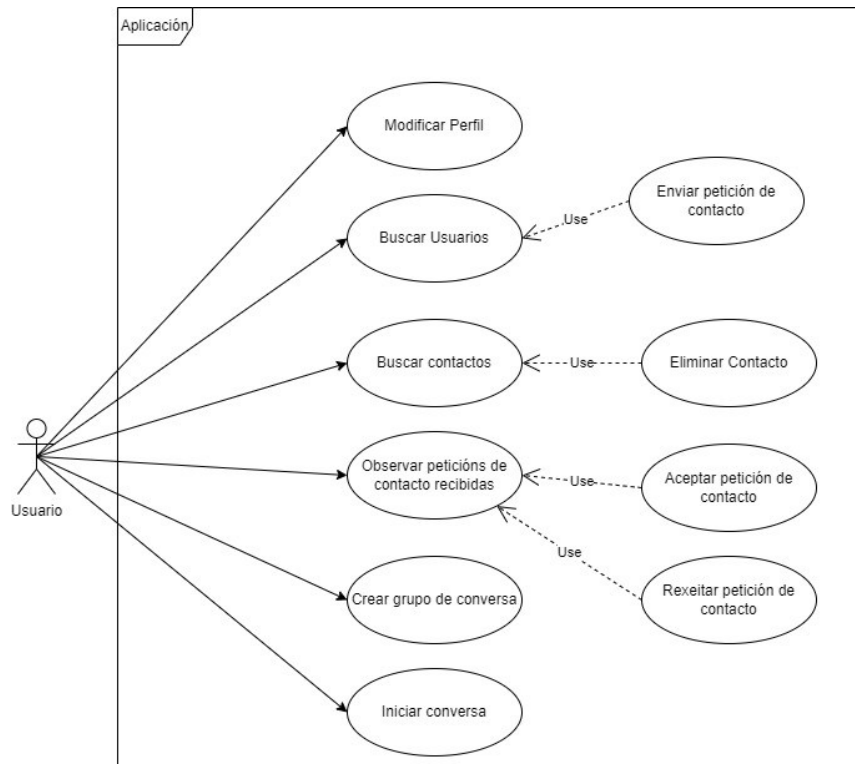 Aplicación
Modificar Perfil
Enviar petición de
contacto
Use
Buscar Usuarios
Buscar contactos
Use
Eliminar Contacto
Observar peticións de
contacto recibidas
Use
Aceptar petición de
contacto
Usuario
Use
Rexeitar petición de
contacto
Crear grupo de conversa
Iniciar conversa